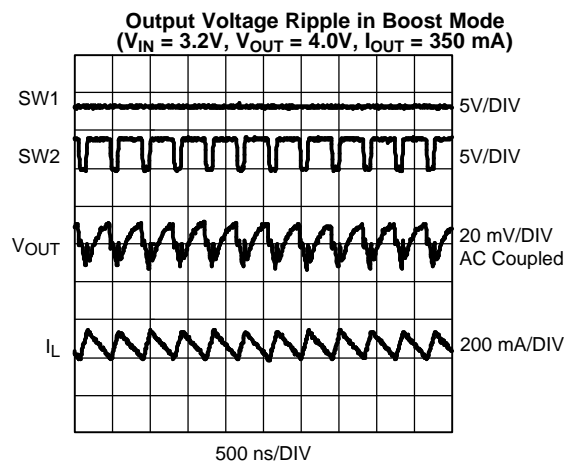 Output Voltage Ripple in Boost Mode
(VIN = 3.2V, VOUT = 4.0V, IOUT = 350 mA)
SW1
5V/DIV
SW2
5V/DIV
VOUT
20 mV/DIV
AC Coupled
IL
200 mA/DIV
500 ns/DIV